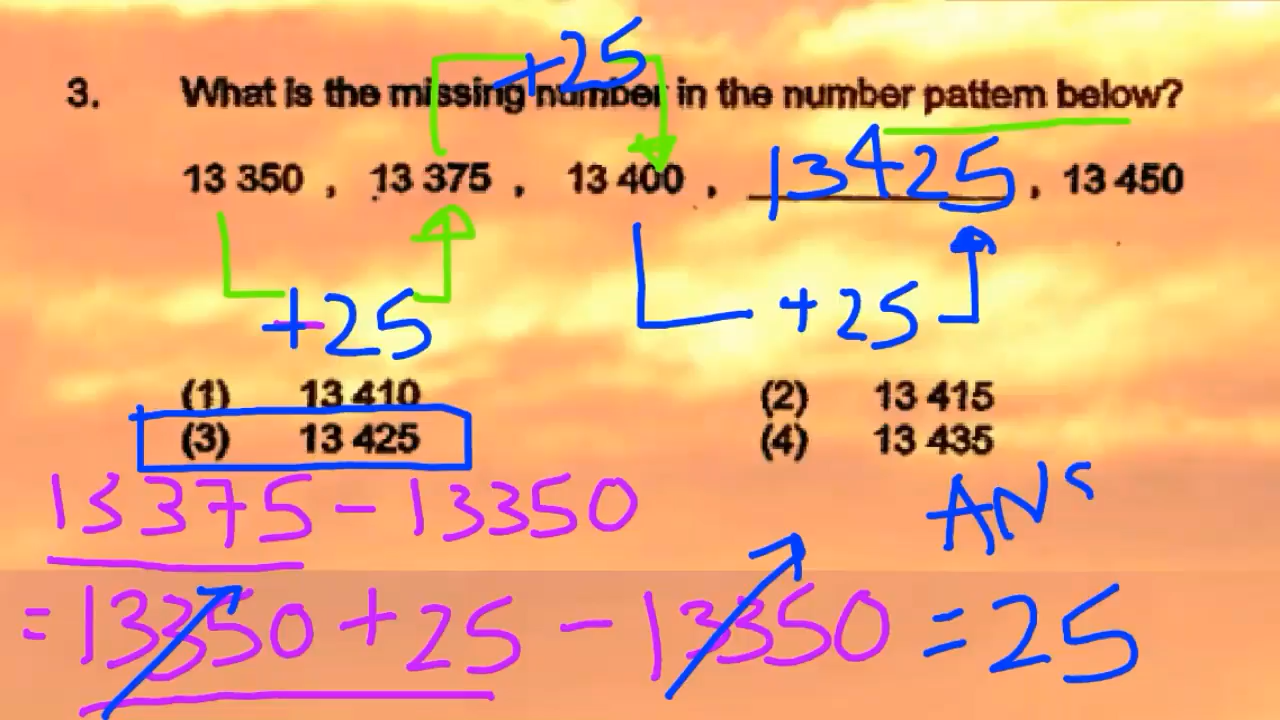 +25
3. What is the missing number in the number pattern below?
13 350 , 13 375 , 13 400 , 13425 , 13 450
+25 +25
(1) 13 410 (2) 13 415
(3) 13 425 (4) 13 435
13375 - 13350
ANS
= 13350 + 25 - 13350 = 25